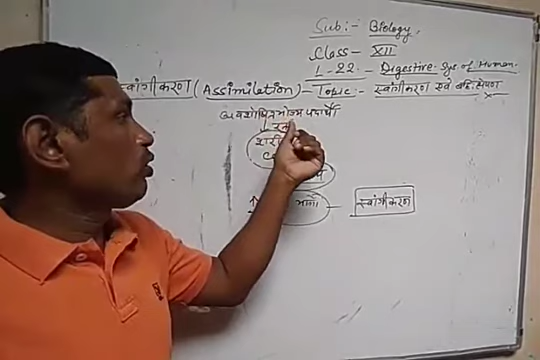 Sub:- Biology
Class- XII
L-22 - Digestive Sys. of Human.
स्वांगीकरण (Assimilation) - Topic:- स्वांगीकरण एवं बहिःक्षेपण
अवशोषित भोज्य पदार्थों
स्वांगीकरण